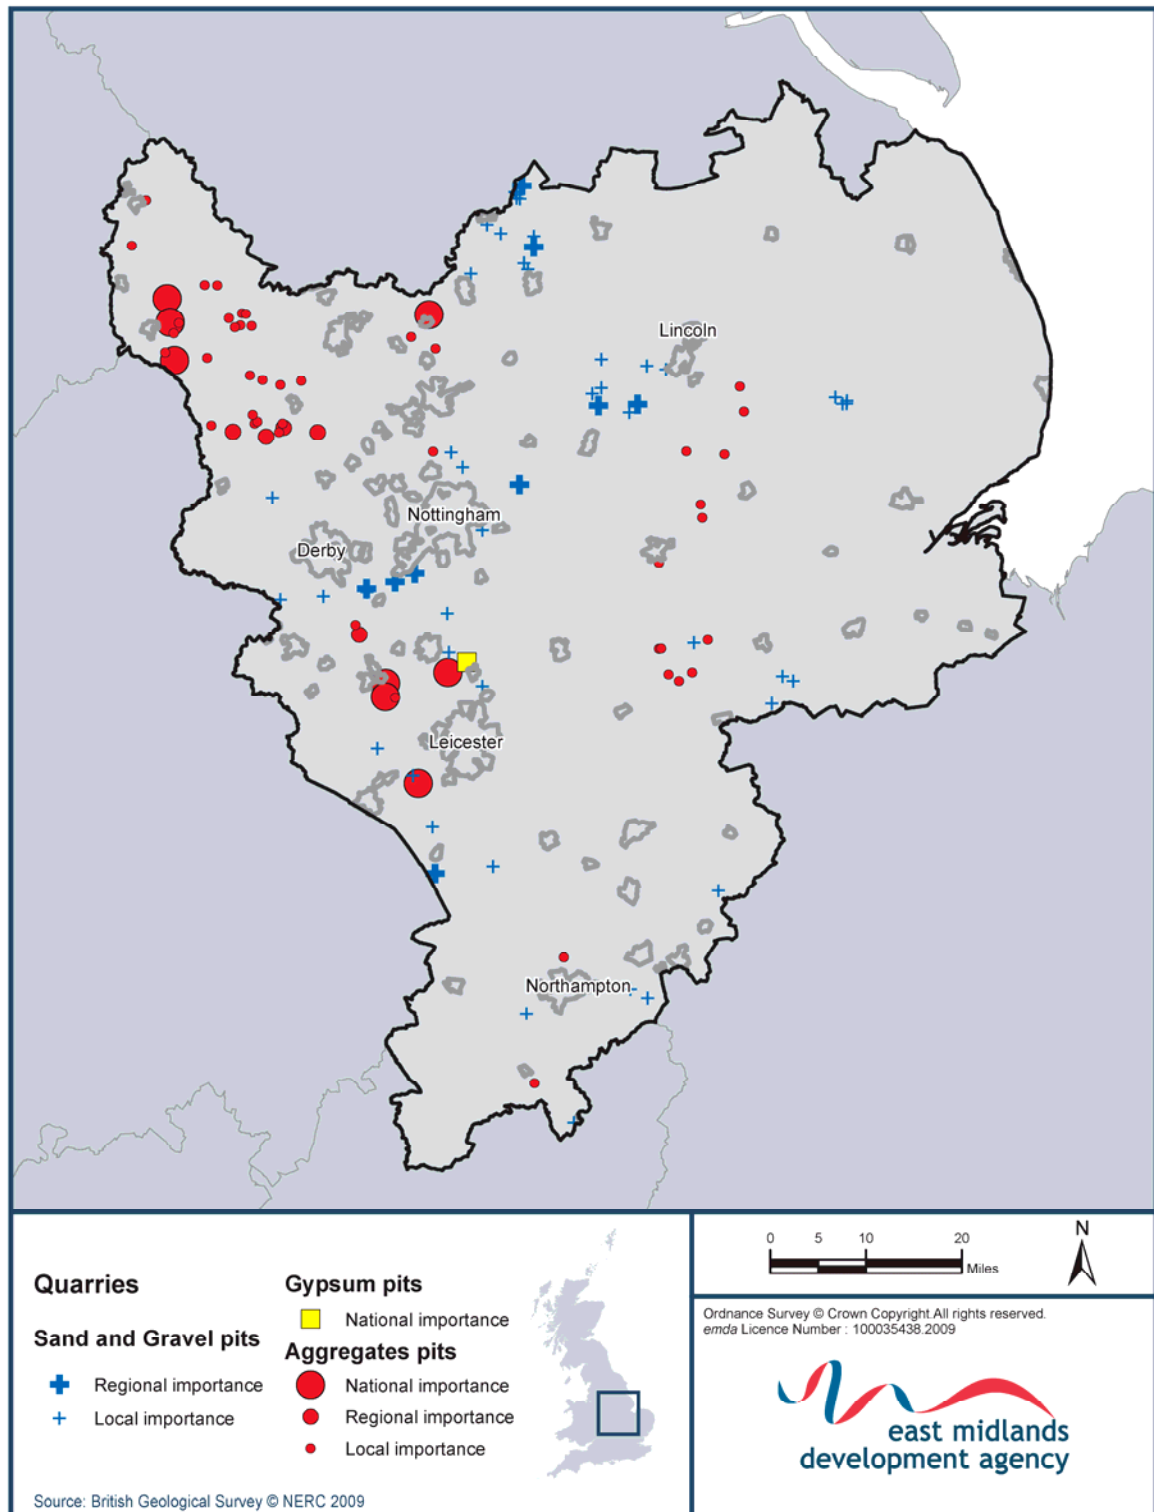 Lincoln
Nottingham
Derby
Leicester
Northampton
Quarries
Sand and Gravel pits
Regional importance
Local importance
Gypsum pits
National importance
Aggregates pits
National importance
Regional importance
Local importance
Source: British Geological Survey © NERC 2009
0 5 10 20
Miles
N
Ordnance Survey © Crown Copyright.All rights reserved.
emda Licence Number : 100035438.2009
east midlands
development agency